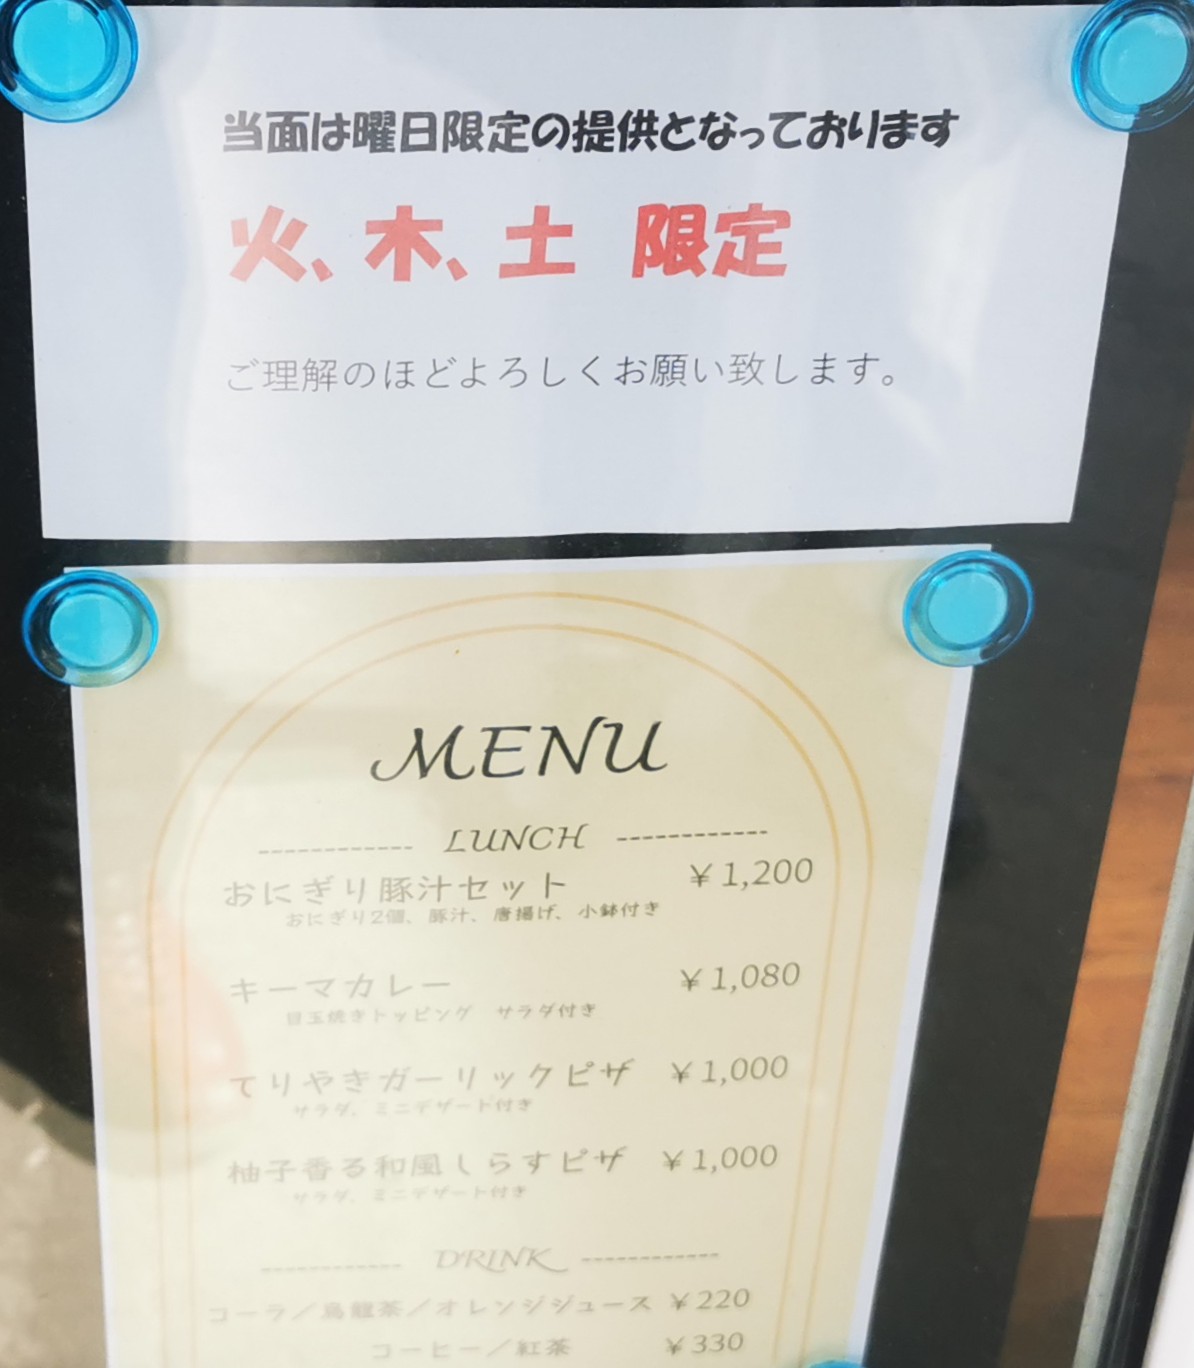 当面は曜日限定の提供となっております
火、木、土 限定
ご理解のほどよろしくお願い致します。
MENU
------------ LUNCH ------------
おにぎり豚汁セット ¥1,200
おにぎり2個、豚汁、唐揚げ、小鉢付き
キーマカレー ¥1,080
目玉焼きトッピング サラダ付き
てりやきガーリックピザ ¥1,000
サラダ、ミニデザート付き
柚子香る和風しらすピザ ¥1,000
サラダ、ミニデザート付き
------------ DRINK ------------
コーラ／烏龍茶／オレンジジュース ¥220
コーヒー／紅茶 ¥330